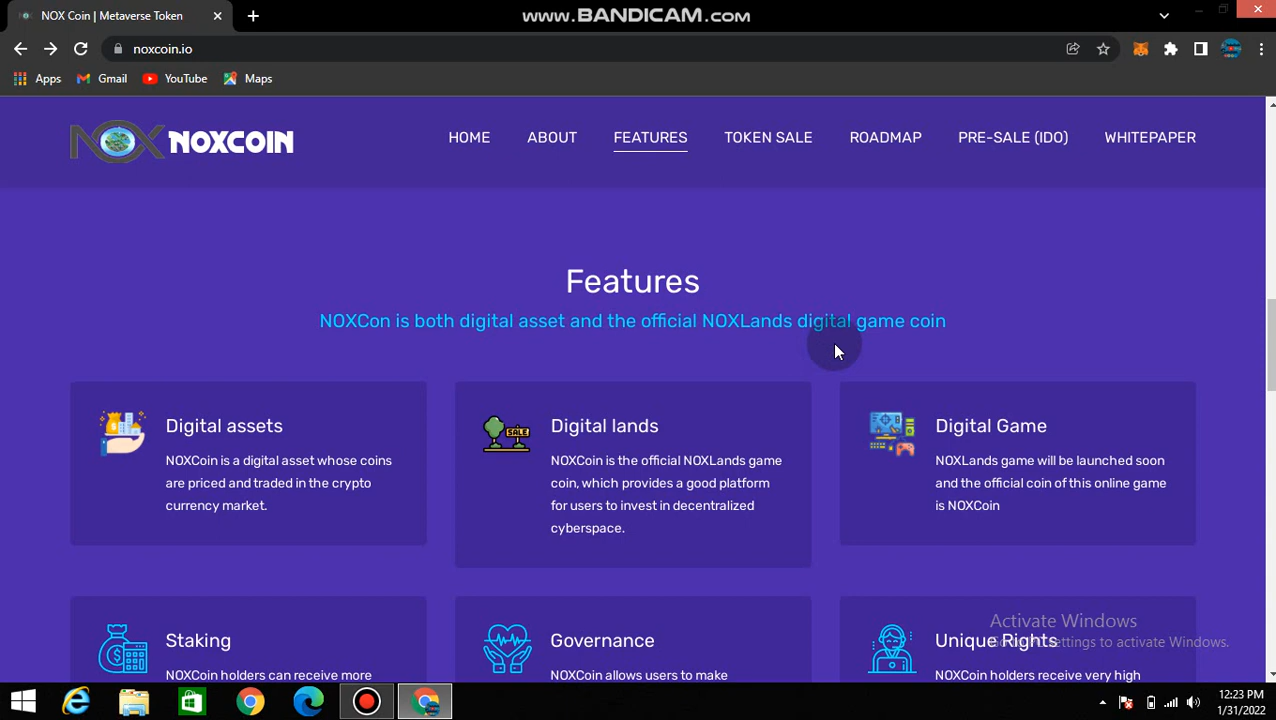 NOX Coin | Metaverse Token
www.BANDICAM.com
noxcoin.io
Apps
Gmail
YouTube
Maps
NOX NOXCOIN
HOME
ABOUT
FEATURES
TOKEN SALE
ROADMAP
PRE-SALE (IDO)
WHITEPAPER
Features
NOXCon is both digital asset and the official NOXLands digital game coin
Digital assets
NOXCoin is a digital asset whose coins
are priced and traded in the crypto
currency market.
SALE
Digital lands
NOXCoin is the official NOXLands game
coin, which provides a good platform
for users to invest in decentralized
cyberspace.
Digital Game
NOXLands game will be launched soon
and the official coin of this online game
is NOXCoin
Staking
NOXCoin holders can receive more
Governance
NOXCoin allows users to make
Unique Rights
NOXCoin holders receive very high
Activate Windows
settings to activate Windows.
12:23 PM
1/31/2022